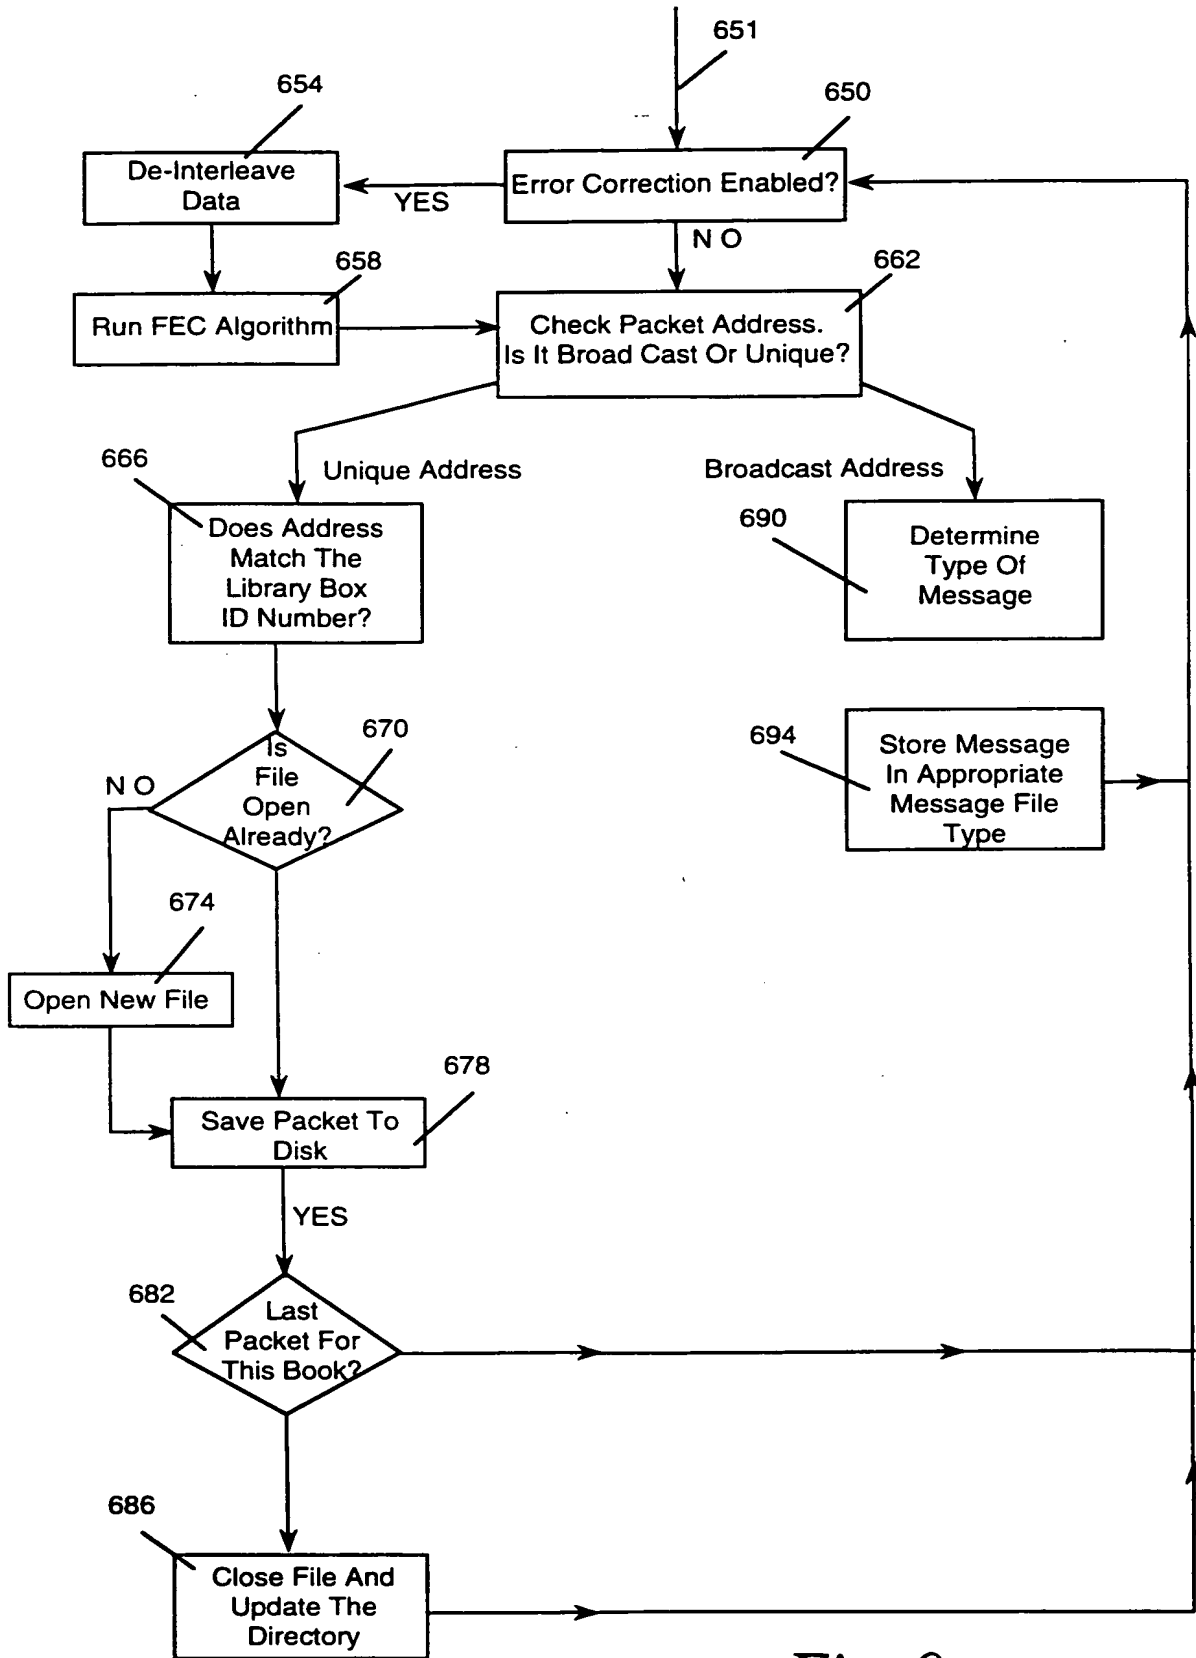 651
654
650
De-Interleave
Data
YES
Error Correction Enabled?
N O
658
662
Run FEC Algorithm
Check Packet Address.
Is It Broad Cast Or Unique?
666
Unique Address
Broadcast Address
690
Does Address
Match The
Library Box
ID Number?
Determine
Type Of
Message
670
694
Is
File
Open
Already?
N O
Store Message
In Appropriate
Message File
Type
674
Open New File
678
Save Packet To
Disk
YES
682
Last
Packet For
This Book?
686
Close File And
Update The
Directory